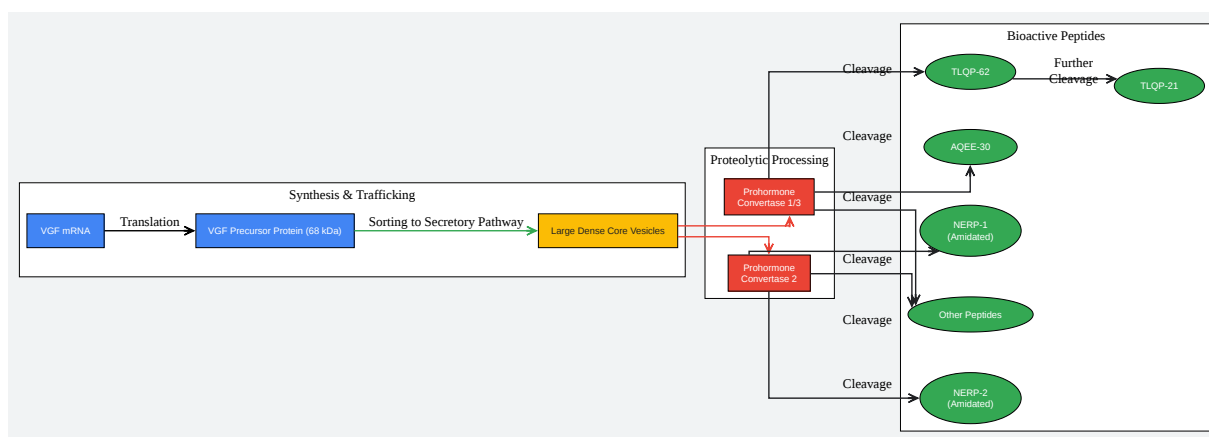 Synthesis & Trafficking
VGF mRNA
Translation
VGF Precursor Protein (68 kDa)
Sorting to Secretory Pathway
Large Dense Core Vesicles
Proteolytic Processing
Prohormone
Convertase 1/3
Prohormone
Convertase 2
Cleavage
Cleavage
Cleavage
Cleavage
Cleavage
Cleavage
Bioactive Peptides
TLQP-62
Further
Cleavage
TLQP-21
AQEE-30
NERP-1
(Amidated)
Other Peptides
NERP-2
(Amidated)